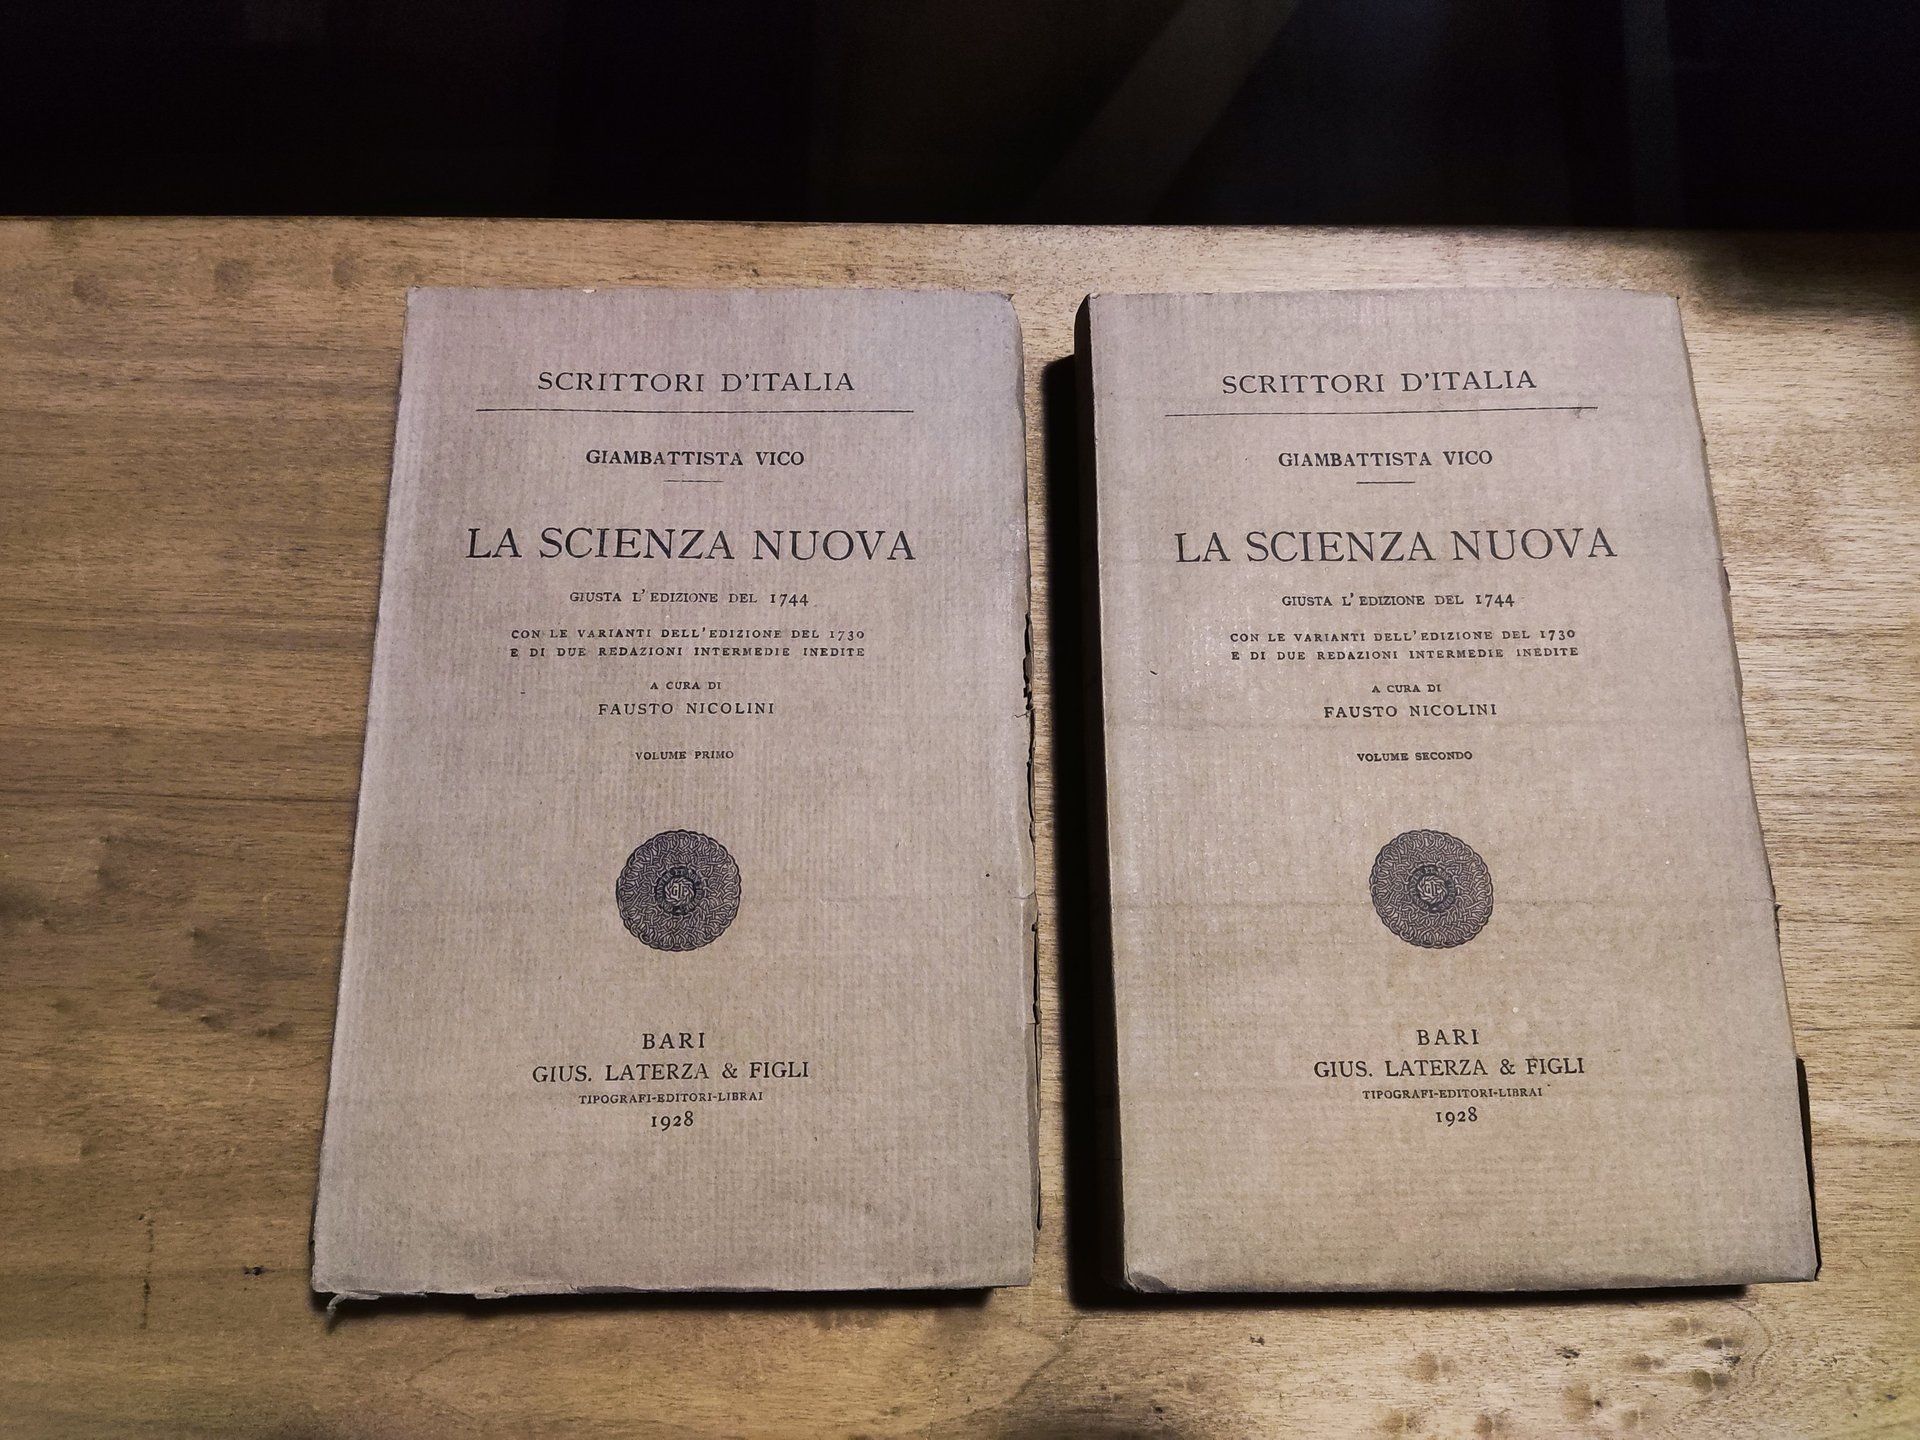 SCRITTORI D'ITALIA
GIAMBATTISTA VICO
LA SCIENZA NUOVA
GIUSTA L'EDIZIONE DEL 1744
CON LE VARIANTI DELL'EDIZIONE DEL 1730
E DI DUE REDAZIONI INTERMEDIE INEDITE
A CURA DI
FAUSTO NICOLINI
VOLUME PRIMO
BARI
GIUS. LATERZA & FIGLI
TIPOGRAFI-EDITORI-LIBRAI
1928
SCRITTORI D'ITALIA
GIAMBATTISTA VICO
LA SCIENZA NUOVA
GIUSTA L'EDIZIONE DEL 1744
CON LE VARIANTI DELL'EDIZIONE DEL 1730
E DI DUE REDAZIONI INTERMEDIE INEDITE
A CURA DI
FAUSTO NICOLINI
VOLUME SECONDO
BARI
GIUS. LATERZA & FIGLI
TIPOGRAFI-EDITORI-LIBRAI
1928